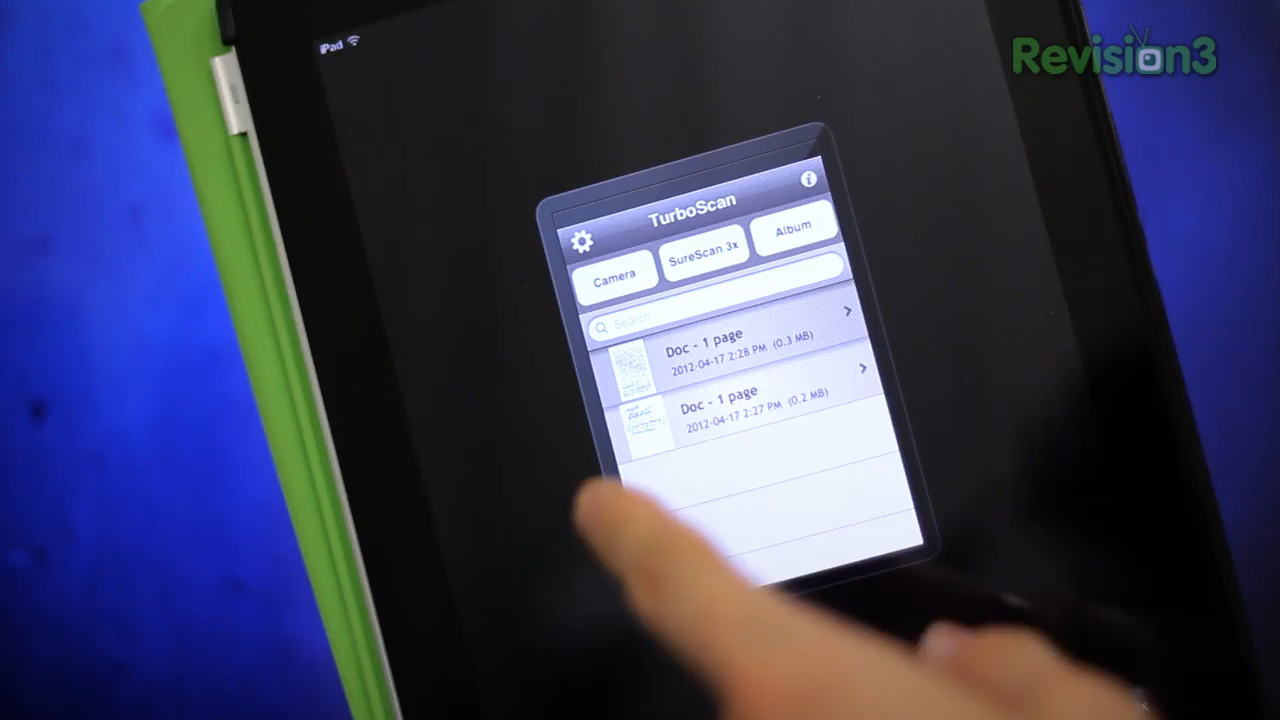 iPad
Revision3
TurboScan
Camera
SureScan 3x
Album
Search
Doc - 1 page
2012-04-17 2:28 PM (0.3 MB)
Doc - 1 page
2012-04-17 2:27 PM (0.2 MB)